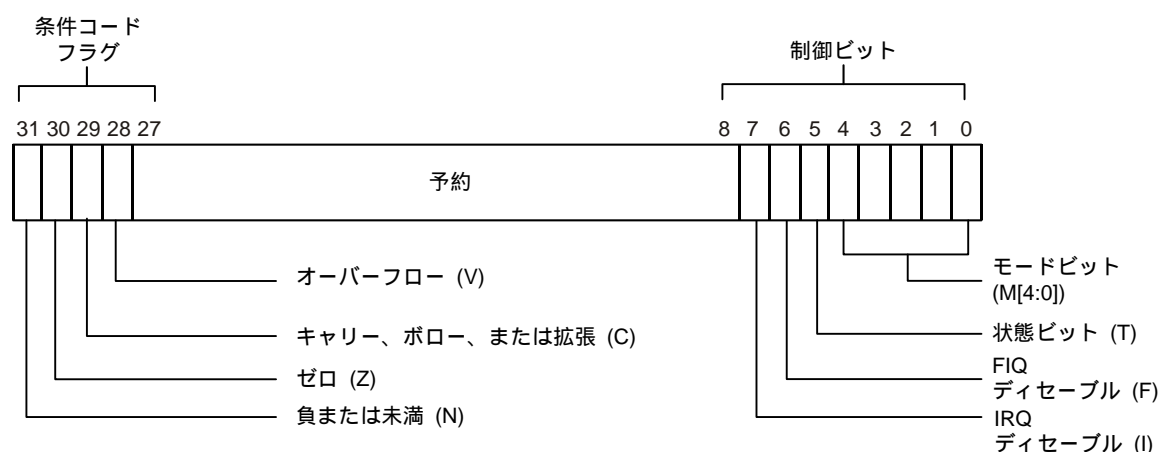 条件コード
フラグ
制御ビット
31 30 29 28 27
8 7 6 5 4 3 2 1 0
予約
オーバーフロー (V)
キャリー、ボロー、または拡張 (C)
ゼロ (Z)
負または未満 (N)
モードビット
(M[4:0])
状態ビット (T)
FIQ
ディセーブル (F)
IRQ
ディセーブル (I)